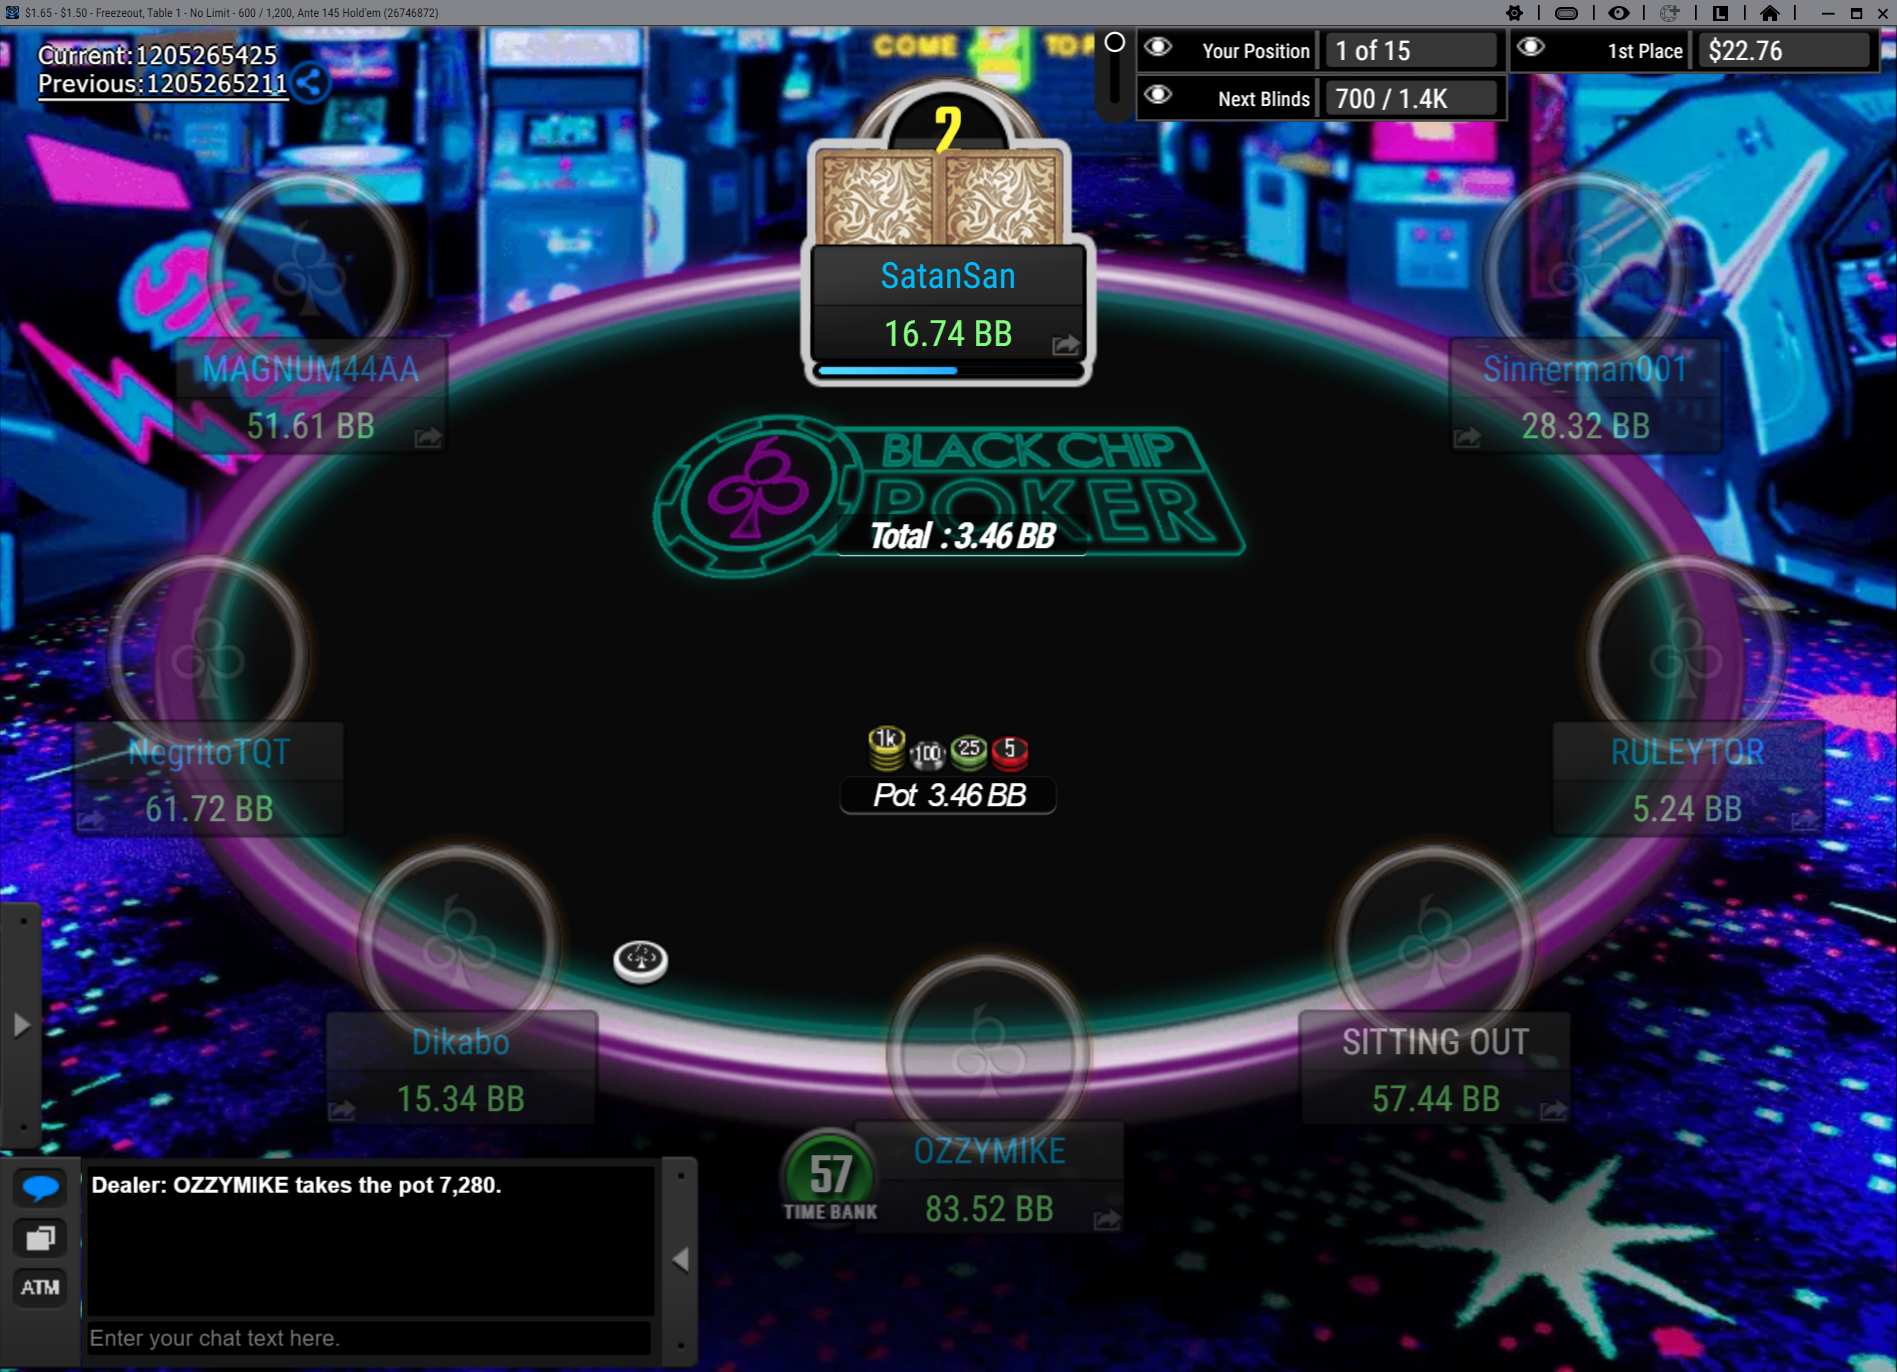 $1.65 - $1.50 - Freezeout, Table 1 - No Limit - 600 / 1,200, Ante 145 Hold'em (26746872)
L
Current:1205265425
Previous:1205265211
COME
Your Position
1 of 15
1st Place
$22.76
Next Blinds
700 / 1.4K
2
SatanSan
16.74 BB
MAGNUM44AA
51.61 BB
Sinnerman001
28.32 BB
BLACK CHIP
POKER
Total : 3.46 BB
NegritoTQT
61.72 BB
1k
100
25
5
Pot 3.46 BB
RULEYTOR
5.24 BB
Dikabo
15.34 BB
SITTING OUT
57.44 BB
57
TIME BANK
OZZYMIKE
83.52 BB
Dealer: OZZYMIKE takes the pot 7,280.
ATM
Enter your chat text here.